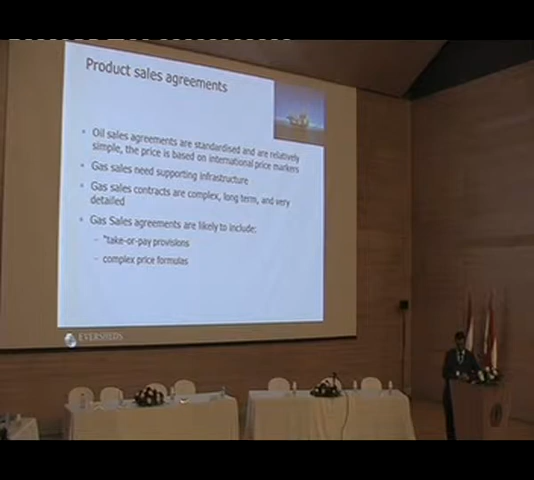 Product sales agreements
Oil sales agreements are standardised and are relatively
simple, the price is based on international price markers
Gas sales need supporting infrastructure
Gas sales contracts are complex, long term, and very
detailed
Gas Sales agreements are likely to include:
– "take-or-pay provisions
– complex price formulas
EVERSHEDS